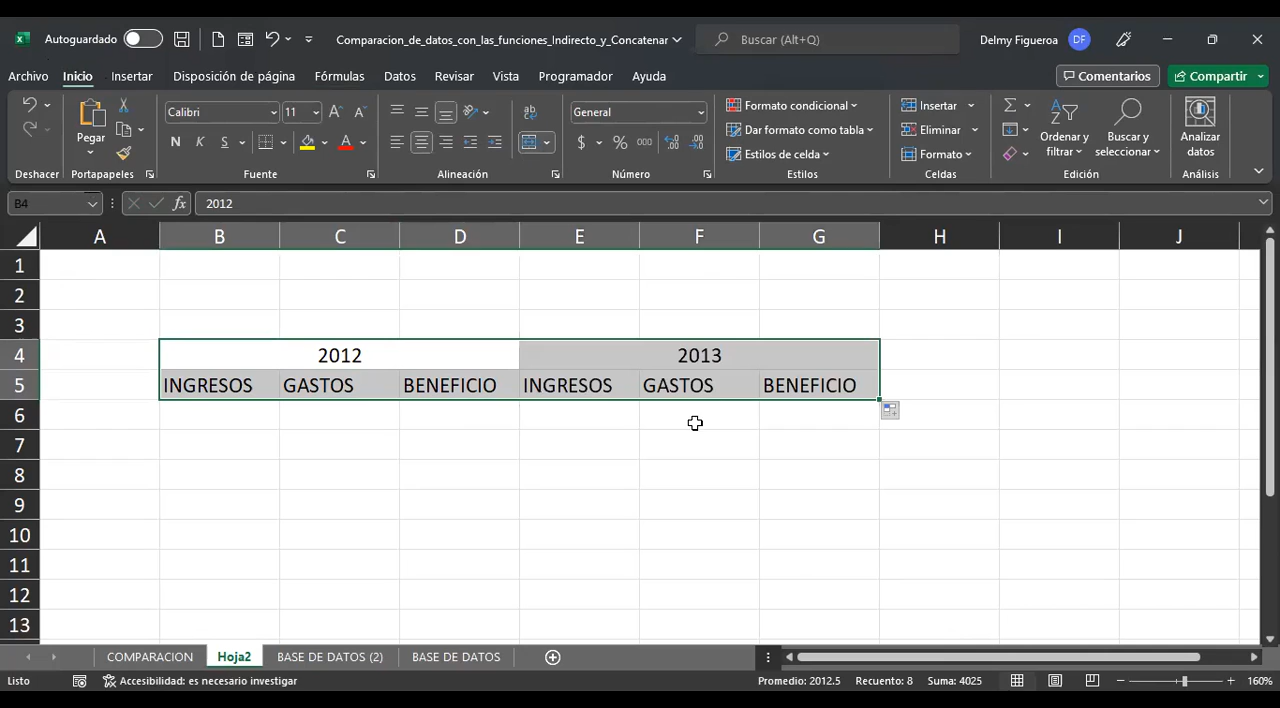 Autoguardado
Comparacion_de_datos_con_las_funciones_Indirecto_y_Concatenar
Buscar (Alt+Q)
Delmy Figueroa DF
Archivo Inicio Insertar Disposición de página Fórmulas Datos Revisar Vista Programador Ayuda Comentarios Compartir
Pegar
Calibri 11
General
Formato condicional
Dar formato como tabla
Estilos de celda
Insertar
Eliminar
Formato
Ordenar y filtrar
Buscar y seleccionar
Analizar datos
N K S
$ % 000
Deshacer Portapapeles Fuente Alineación Número Estilos Celdas Edición Análisis
B4 fx 2012
A B C D E F G H I J
1
2
3
4 2012 2013
5 INGRESOS GASTOS BENEFICIO INGRESOS GASTOS BENEFICIO
6
7
8
9
10
11
12
13
COMPARACION Hoja2 BASE DE DATOS (2) BASE DE DATOS
Listo Accesibilidad: es necesario investigar Promedio: 2012.5 Recuento: 8 Suma: 4025 160%